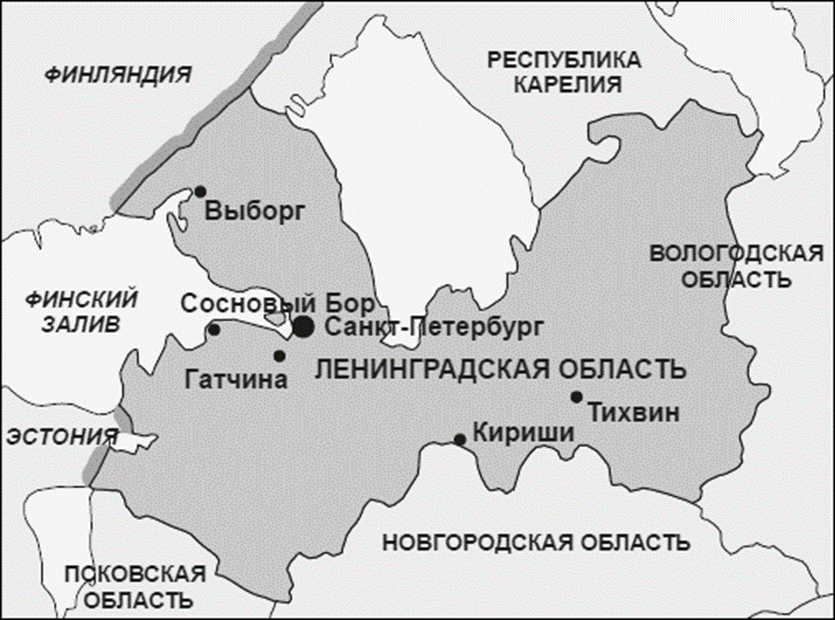 ФИНЛЯНДИЯ
РЕСПУБЛИКА
КАРЕЛИЯ
Выборг
ВОЛОГОДСКАЯ
ОБЛАСТЬ
ФИНСКИЙ
ЗАЛИВ
Сосновый Бор
Санкт-Петербург
Гатчина
ЛЕНИНГРАДСКАЯ ОБЛАСТЬ
Тихвин
Кириши
ЭСТОНИЯ
НОВГОРОДСКАЯ ОБЛАСТЬ
ПСКОВСКАЯ
ОБЛАСТЬ